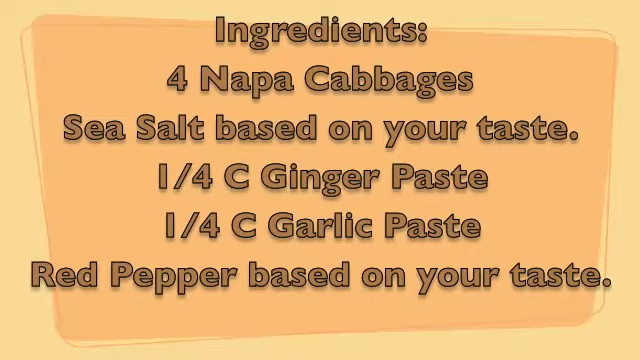 Ingredients:
4 Napa Cabbages
Sea Salt based on your taste.
1/4 C Ginger Paste
1/4 C Garlic Paste
Red Pepper based on your taste.